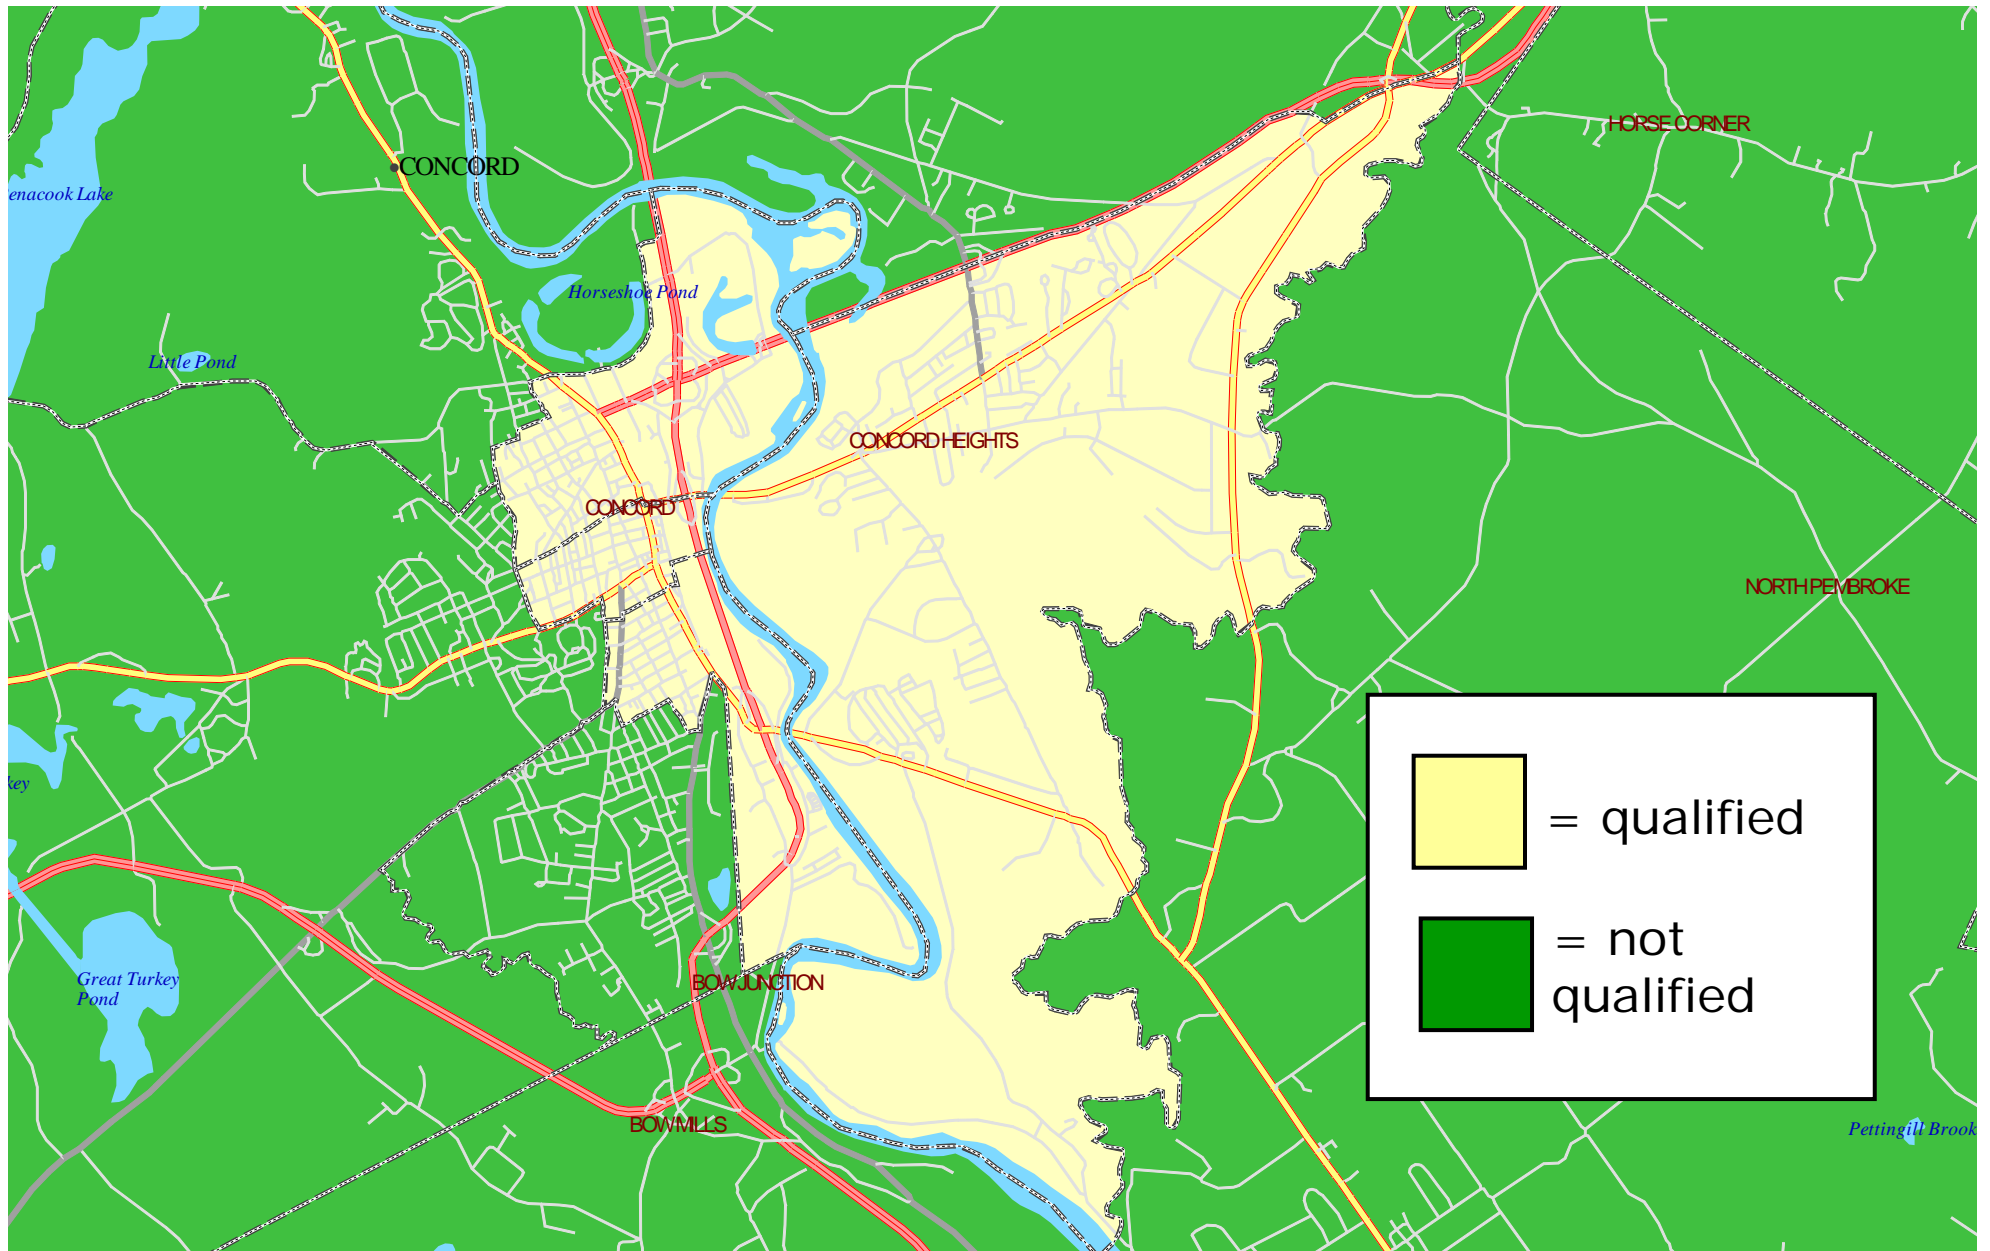 HORSE CORNER
CONCORD
enacook Lake
Horseshoe Pond
Little Pond
CONCORD HEIGHTS
CONCORD
NORTH PEMBROKE
key
= qualified
= not
qualified
Great Turkey
Pond
BOW JUNCTION
BOW MILLS
Pettingill Brook